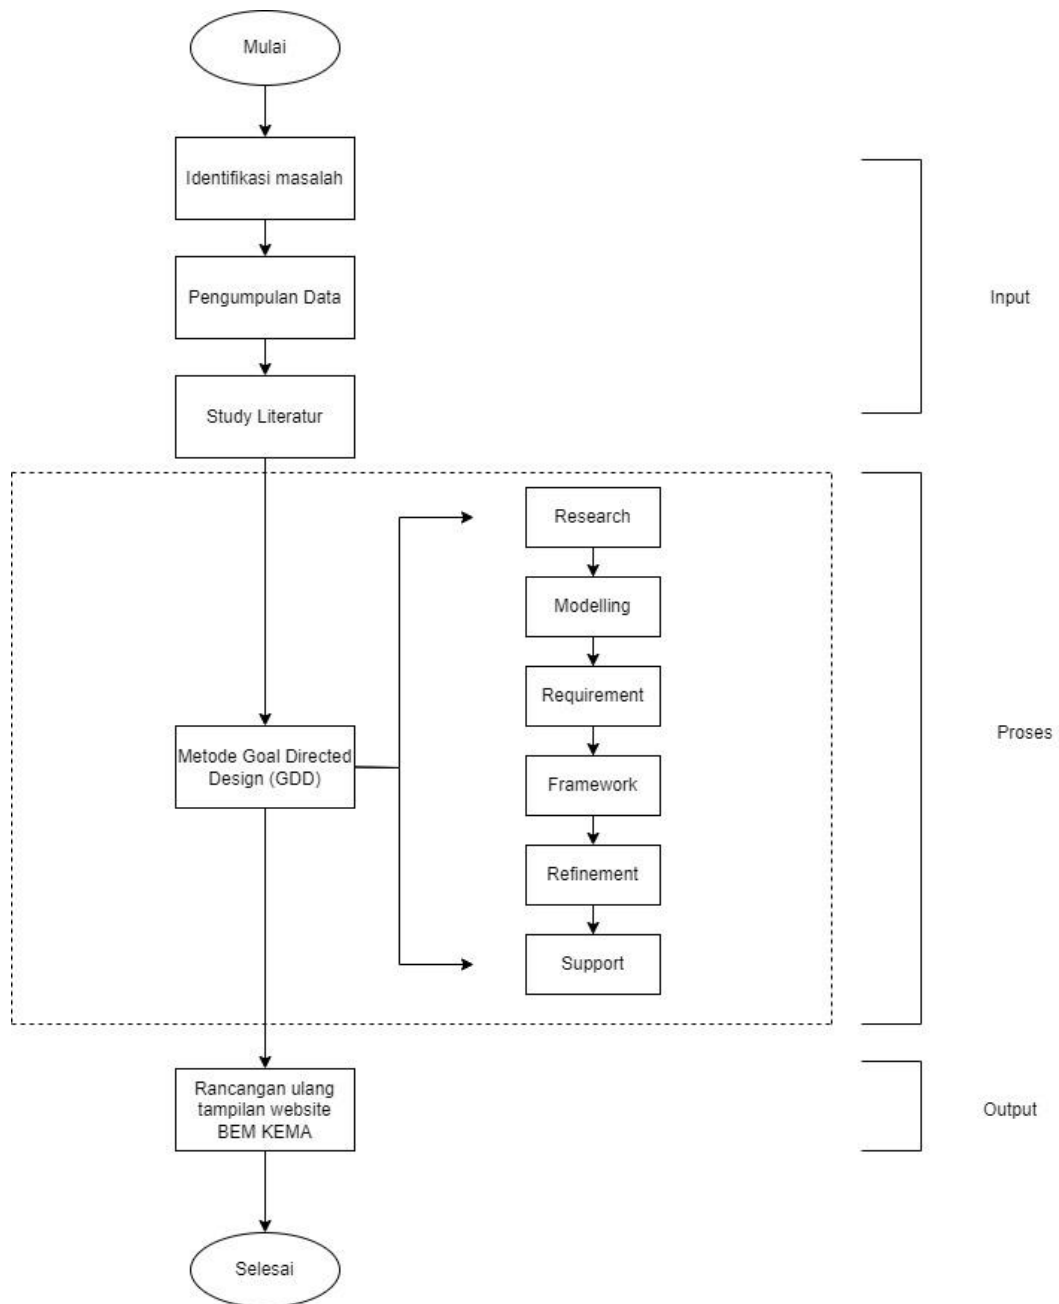 Mulai
Identifikasi masalah
Pengumpulan Data
Study Literatur
Input
Metode Goal Directed
Design (GDD)
Research
Modelling
Requirement
Framework
Refinement
Support
Proses
Rancangan ulang
tampilan website
BEM KEMA
Output
Selesai